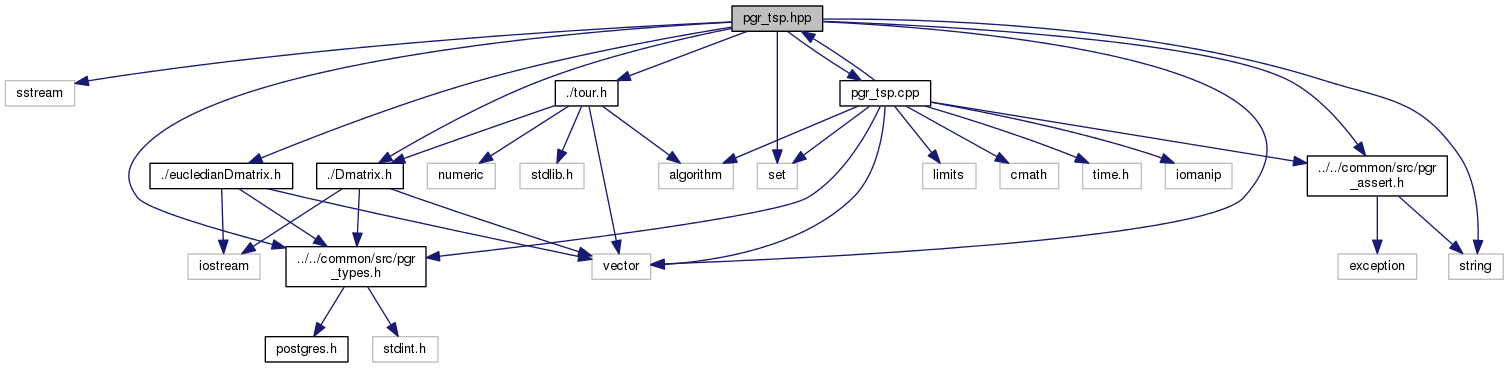 pgr_tsp.hpp
sstream
./tour.h
pgr_tsp.cpp
./eucledianDmatrix.h
./Dmatrix.h
numeric
stdlib.h
algorithm
set
limits
cmath
time.h
iomanip
../../common/src/pgr
_assert.h
iostream
../../common/src/pgr
_types.h
vector
exception
string
postgres.h
stdint.h